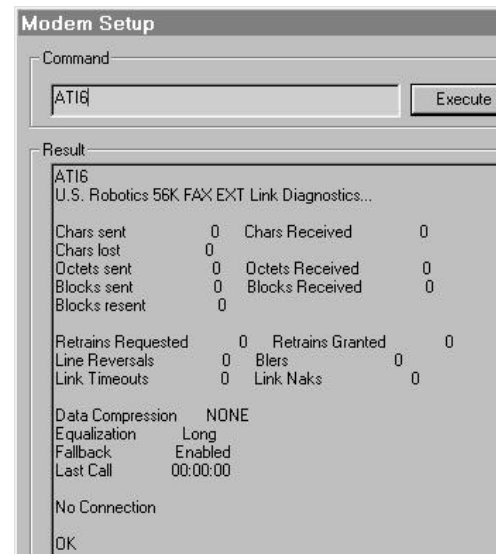 Modem Setup
Command
ATI6
Execute
Result
ATI6
U.S. Robotics 56K FAX EXT Link Diagnostics...
Chars sent 0 Chars Received 0
Chars lost 0
Octets sent 0 Octets Received 0
Blocks sent 0 Blocks Received 0
Blocks resent 0
Retrains Requested 0 Retrains Granted 0
Line Reversals 0 Blers 0
Link Timeouts 0 Link Naks 0
Data Compression NONE
Equalization Long
Fallback Enabled
Last Call 00:00:00
No Connection
OK